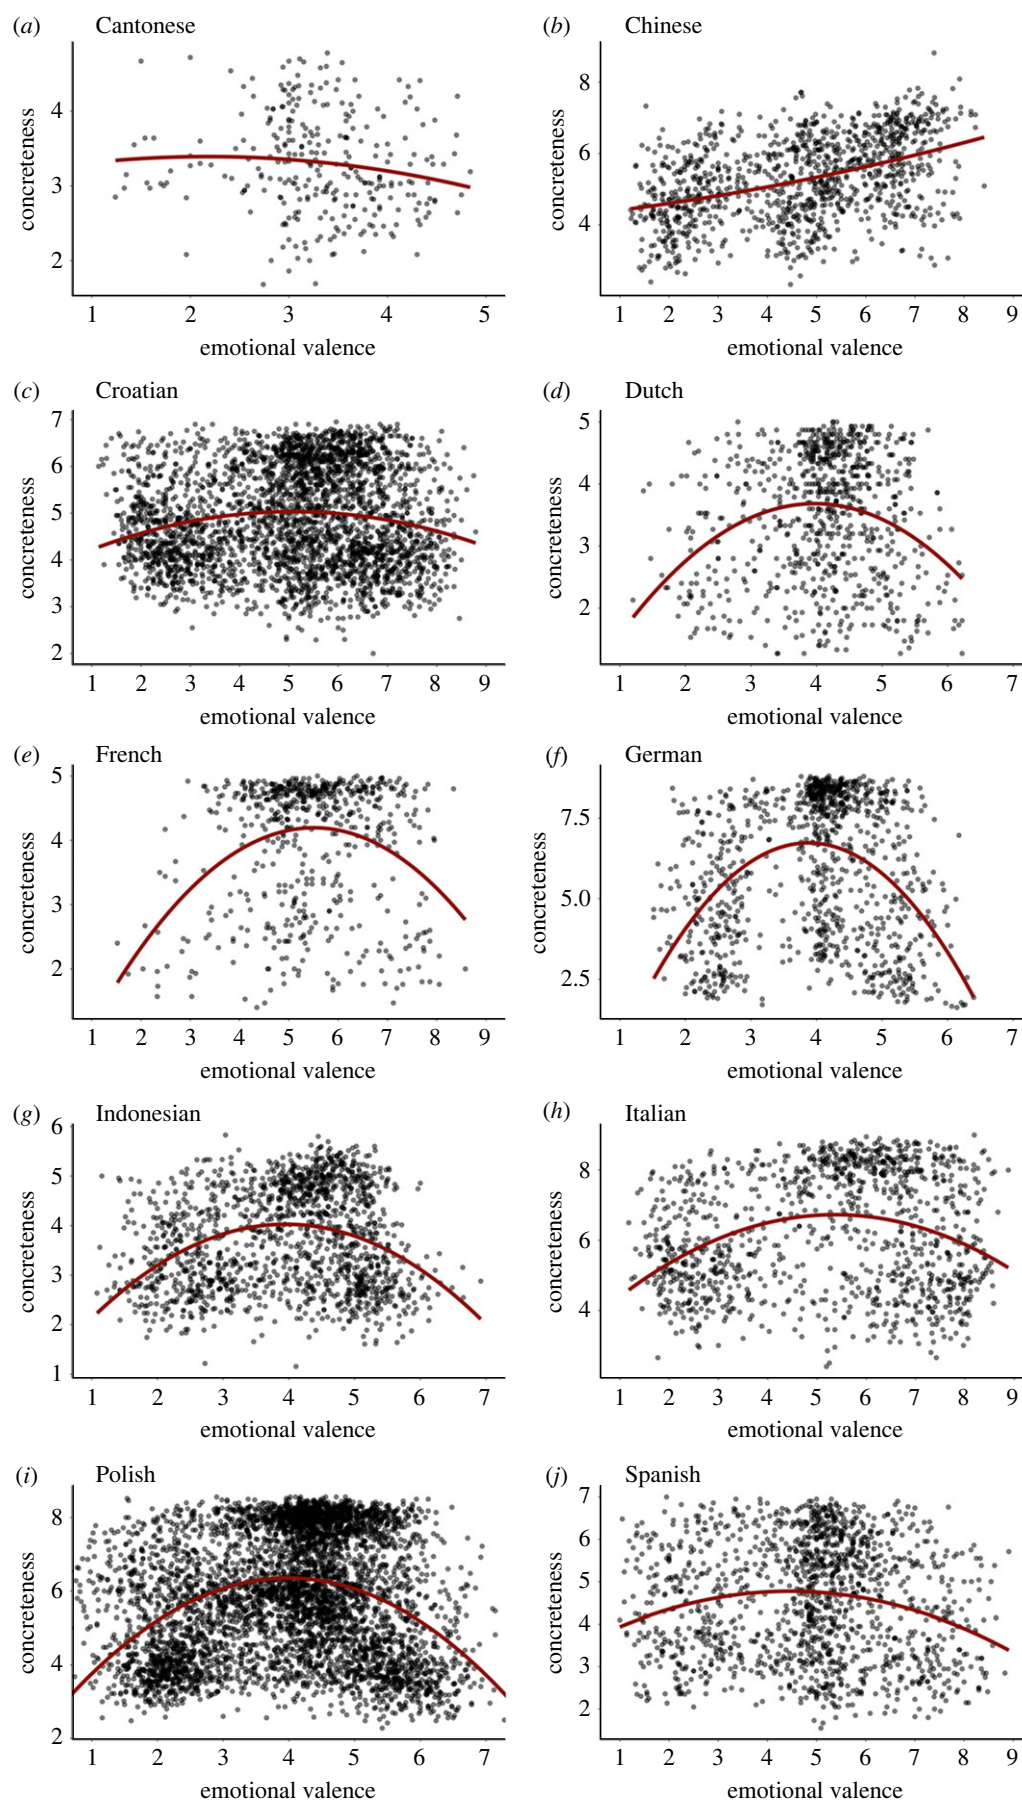 (a) Cantonese
concreteness
4
3
2
1 2 3 4 5
emotional valence
(b) Chinese
concreteness
8
6
4
1 2 3 4 5 6 7 8 9
emotional valence
(c) Croatian
concreteness
7
6
5
4
3
2
1 2 3 4 5 6 7 8 9
emotional valence
(d) Dutch
concreteness
5
4
3
2
1 2 3 4 5 6 7
emotional valence
(e) French
concreteness
5
4
3
2
1 2 3 4 5 6 7 8 9
emotional valence
(f) German
concreteness
7.5
5.0
2.5
1 2 3 4 5 6 7
emotional valence
(g) Indonesian
concreteness
6
5
4
3
2
1
1 2 3 4 5 6 7
emotional valence
(h) Italian
concreteness
8
6
4
1 2 3 4 5 6 7 8 9
emotional valence
(i) Polish
concreteness
8
6
4
2
1 2 3 4 5 6 7
emotional valence
(j) Spanish
concreteness
7
6
5
4
3
2
1 2 3 4 5 6 7 8 9
emotional valence